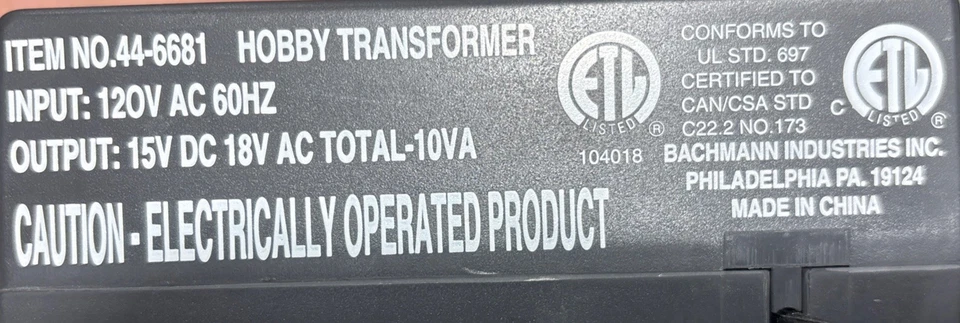 ITEM NO.44-6681 HOBBY TRANSFORMER
INPUT: 120V AC 60HZ
OUTPUT: 15V DC 18V AC TOTAL-10VA
CAUTION - ELECTRICALLY OPERATED PRODUCT
ETL
LISTED
®
104018
CONFORMS TO
UL STD. 697
CERTIFIED TO
CAN/CSA STD
C22.2 NO.173
C
ETL
LISTED
®
BACHMANN INDUSTRIES INC.
PHILADELPHIA PA. 19124
MADE IN CHINA